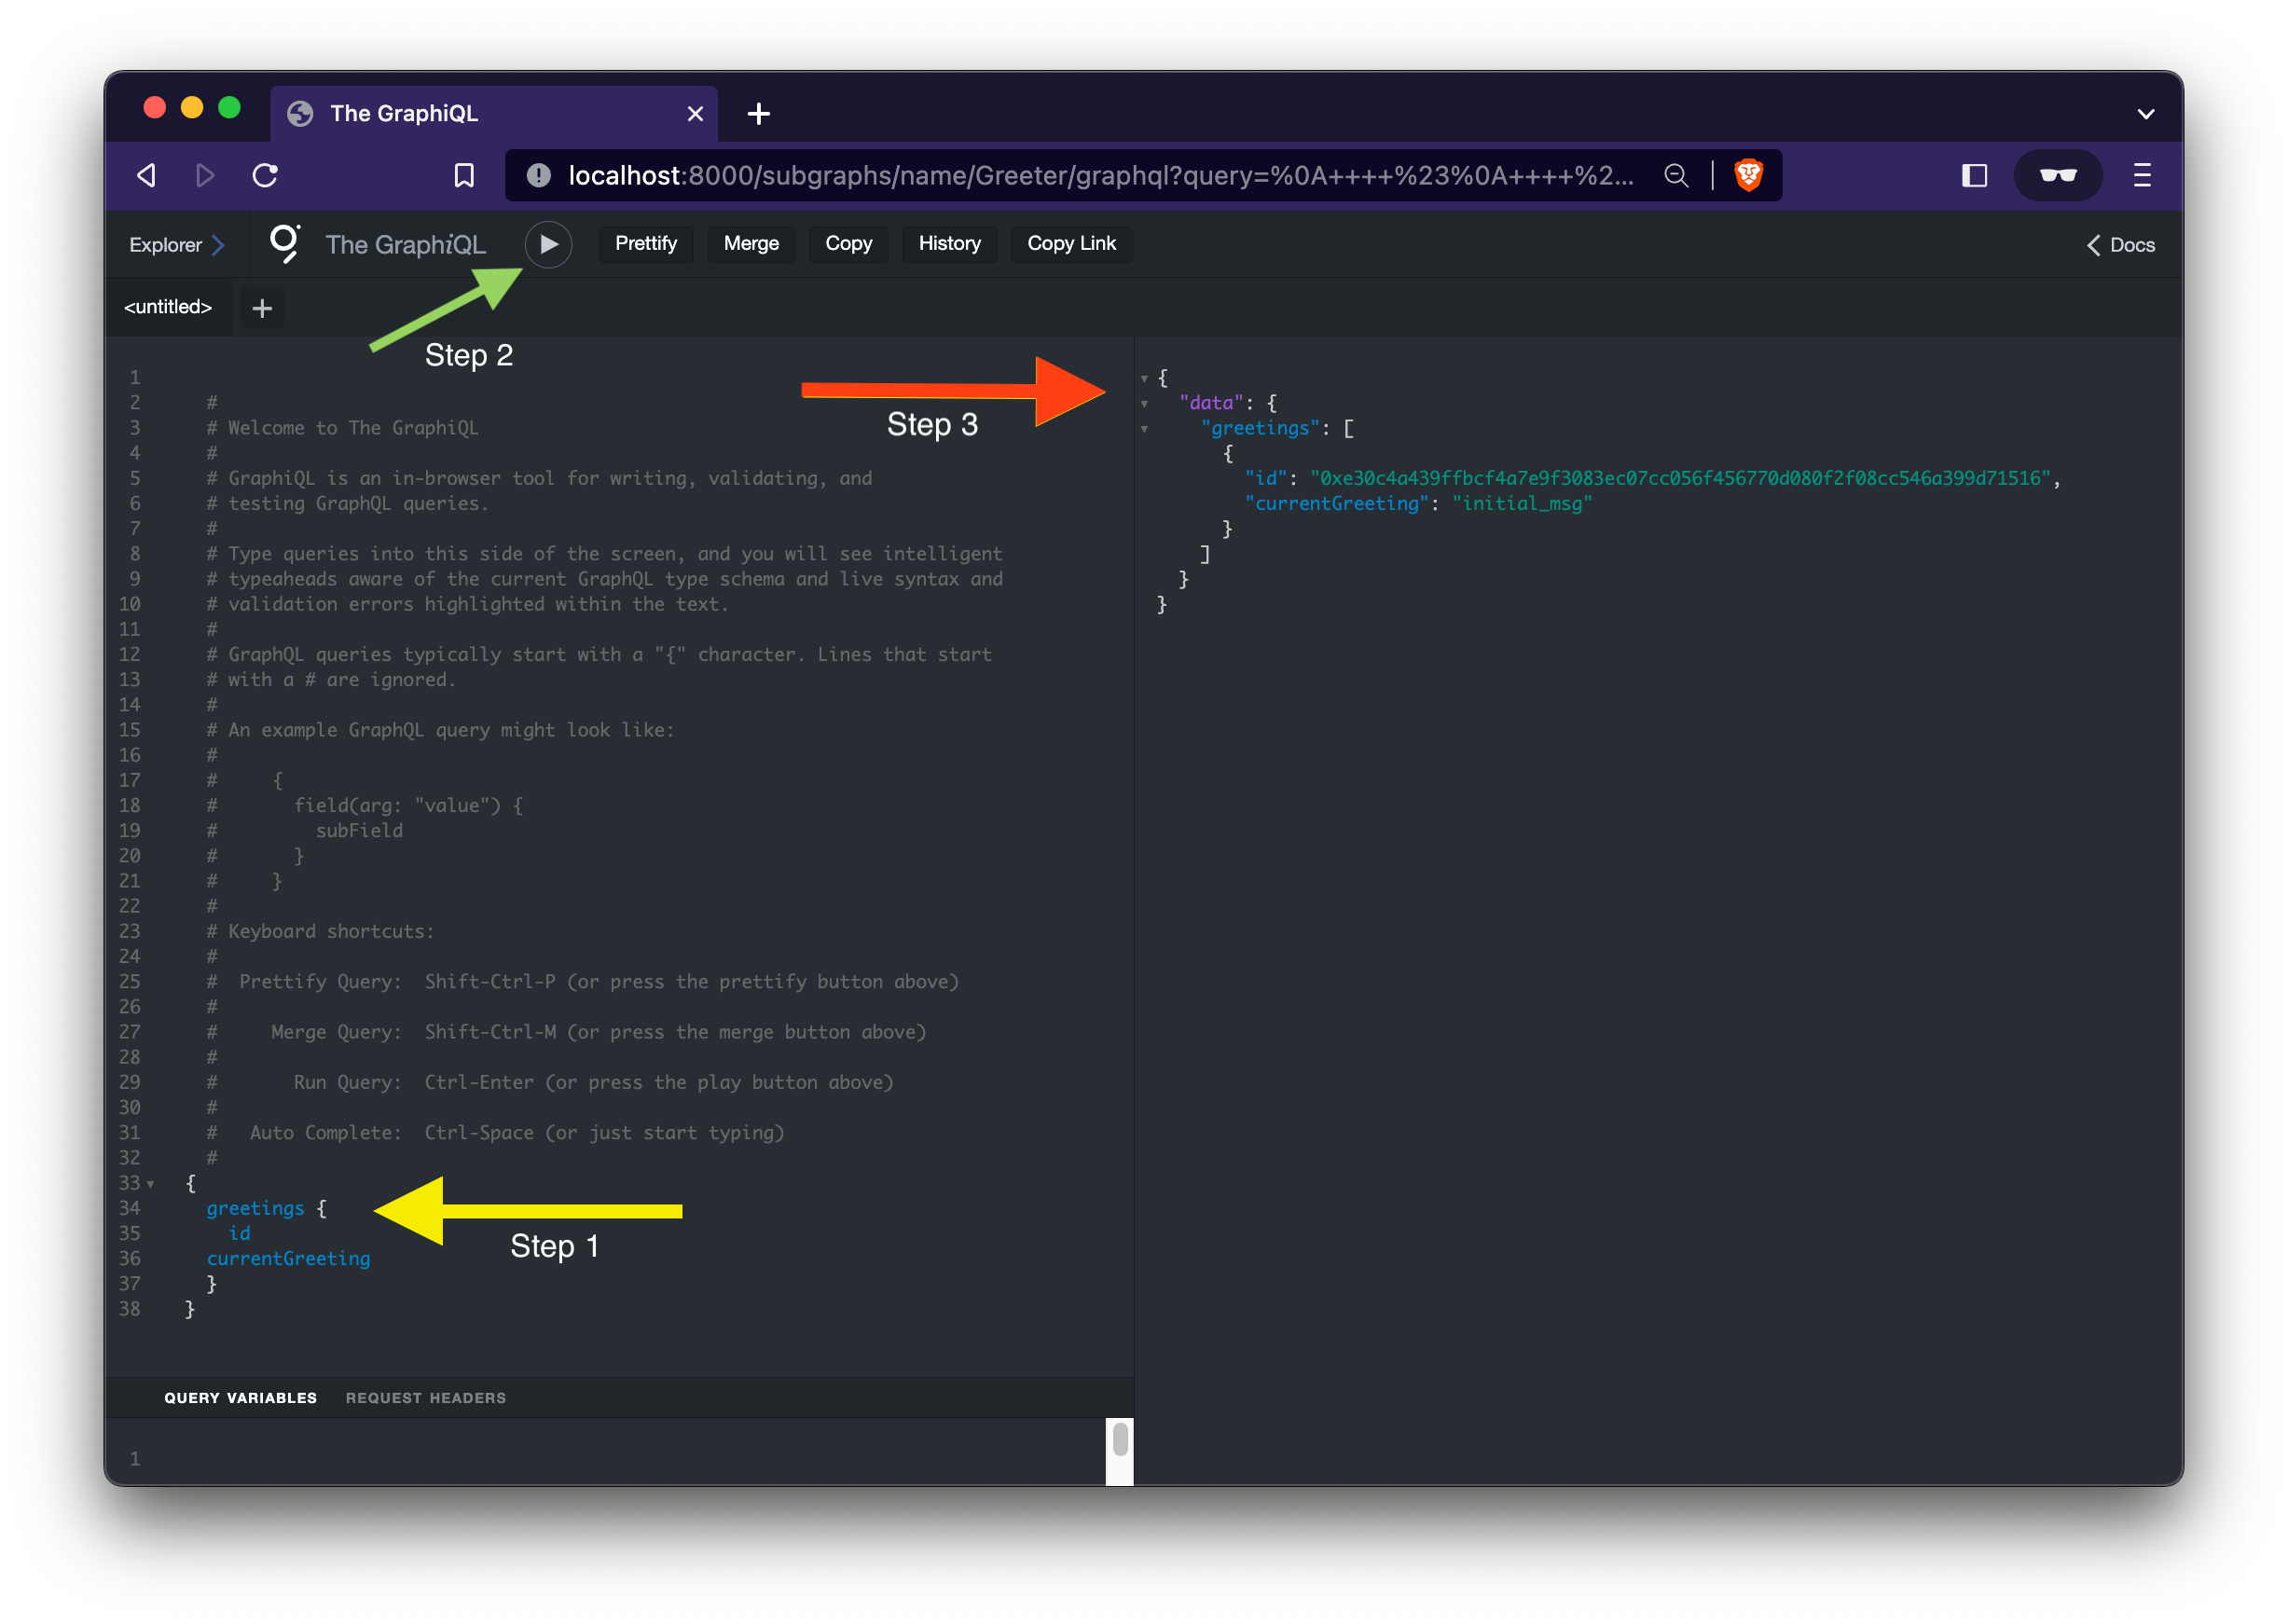 The GraphiQL
localhost:8000/subgraphs/name/Greeter/graphql?query=%0A++++%23%0A++++%2...
Explorer
The GraphiQL
Prettify
Merge
Copy
History
Copy Link
Docs
<untitled>
Step 2
1
2 #
3 # Welcome to The GraphiQL
4 #
5 # GraphiQL is an in-browser tool for writing, validating, and
6 # testing GraphQL queries.
7 #
8 # Type queries into this side of the screen, and you will see intelligent
9 # typeaheads aware of the current GraphQL type schema and live syntax and
10 # validation errors highlighted within the text.
11 #
12 # GraphQL queries typically start with a "{" character. Lines that start
13 # with a # are ignored.
14 #
15 # An example GraphQL query might look like:
16 #
17 #     {
18 #       field(arg: "value") {
19 #         subField
20 #       }
21 #     }
22 #
23 # Keyboard shortcuts:
24 #
25 #  Prettify Query:  Shift-Ctrl-P (or press the prettify button above)
26 #
27 #     Merge Query:  Shift-Ctrl-M (or press the merge button above)
28 #
29 #       Run Query:  Ctrl-Enter (or press the play button above)
30 #
31 #   Auto Complete:  Ctrl-Space (or just start typing)
32 #
33 {
34   greetings {
35     id
36   currentGreeting
37   }
38 }
Step 1
QUERY VARIABLES
REQUEST HEADERS
1
Step 3
{
  "data": {
    "greetings": [
      {
        "id": "0xe30c4a439ffbcf4a7e9f3083ec07cc056f456770d080f2f08cc546a399d71516",
        "currentGreeting": "initial_msg"
      }
    ]
  }
}